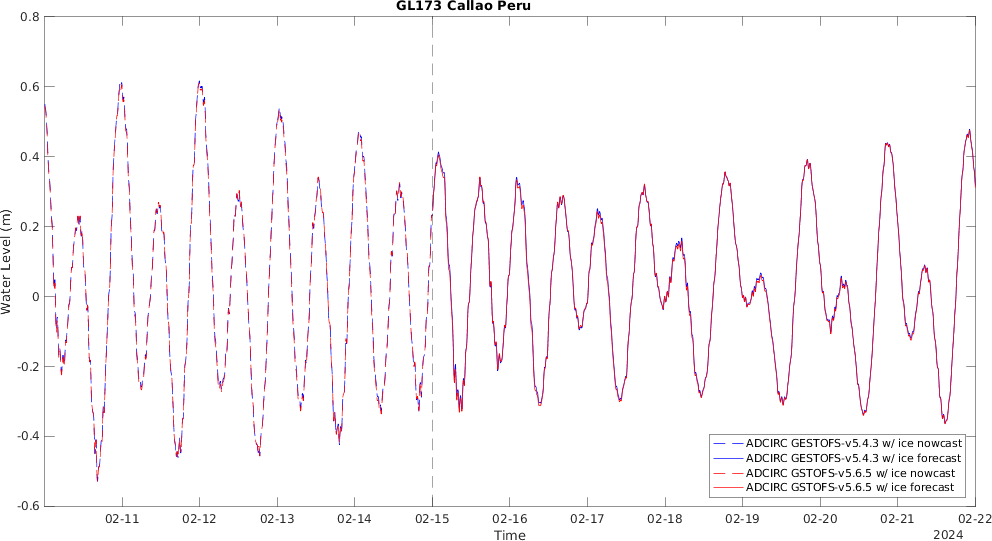 GL173 Callao Peru
0.8
0.6
0.4
0.2
0
-0.2
-0.4
-0.6
Water Level (m)
ADCIRC GESTOFS-v5.4.3 w/ ice nowcast
ADCIRC GESTOFS-v5.4.3 w/ ice forecast
ADCIRC GSTOFS-v5.6.5 w/ ice nowcast
ADCIRC GSTOFS-v5.6.5 w/ ice forecast
02-11 02-12 02-13 02-14 02-15 02-16 02-17 02-18 02-19 02-20 02-21 02-22
Time
2024